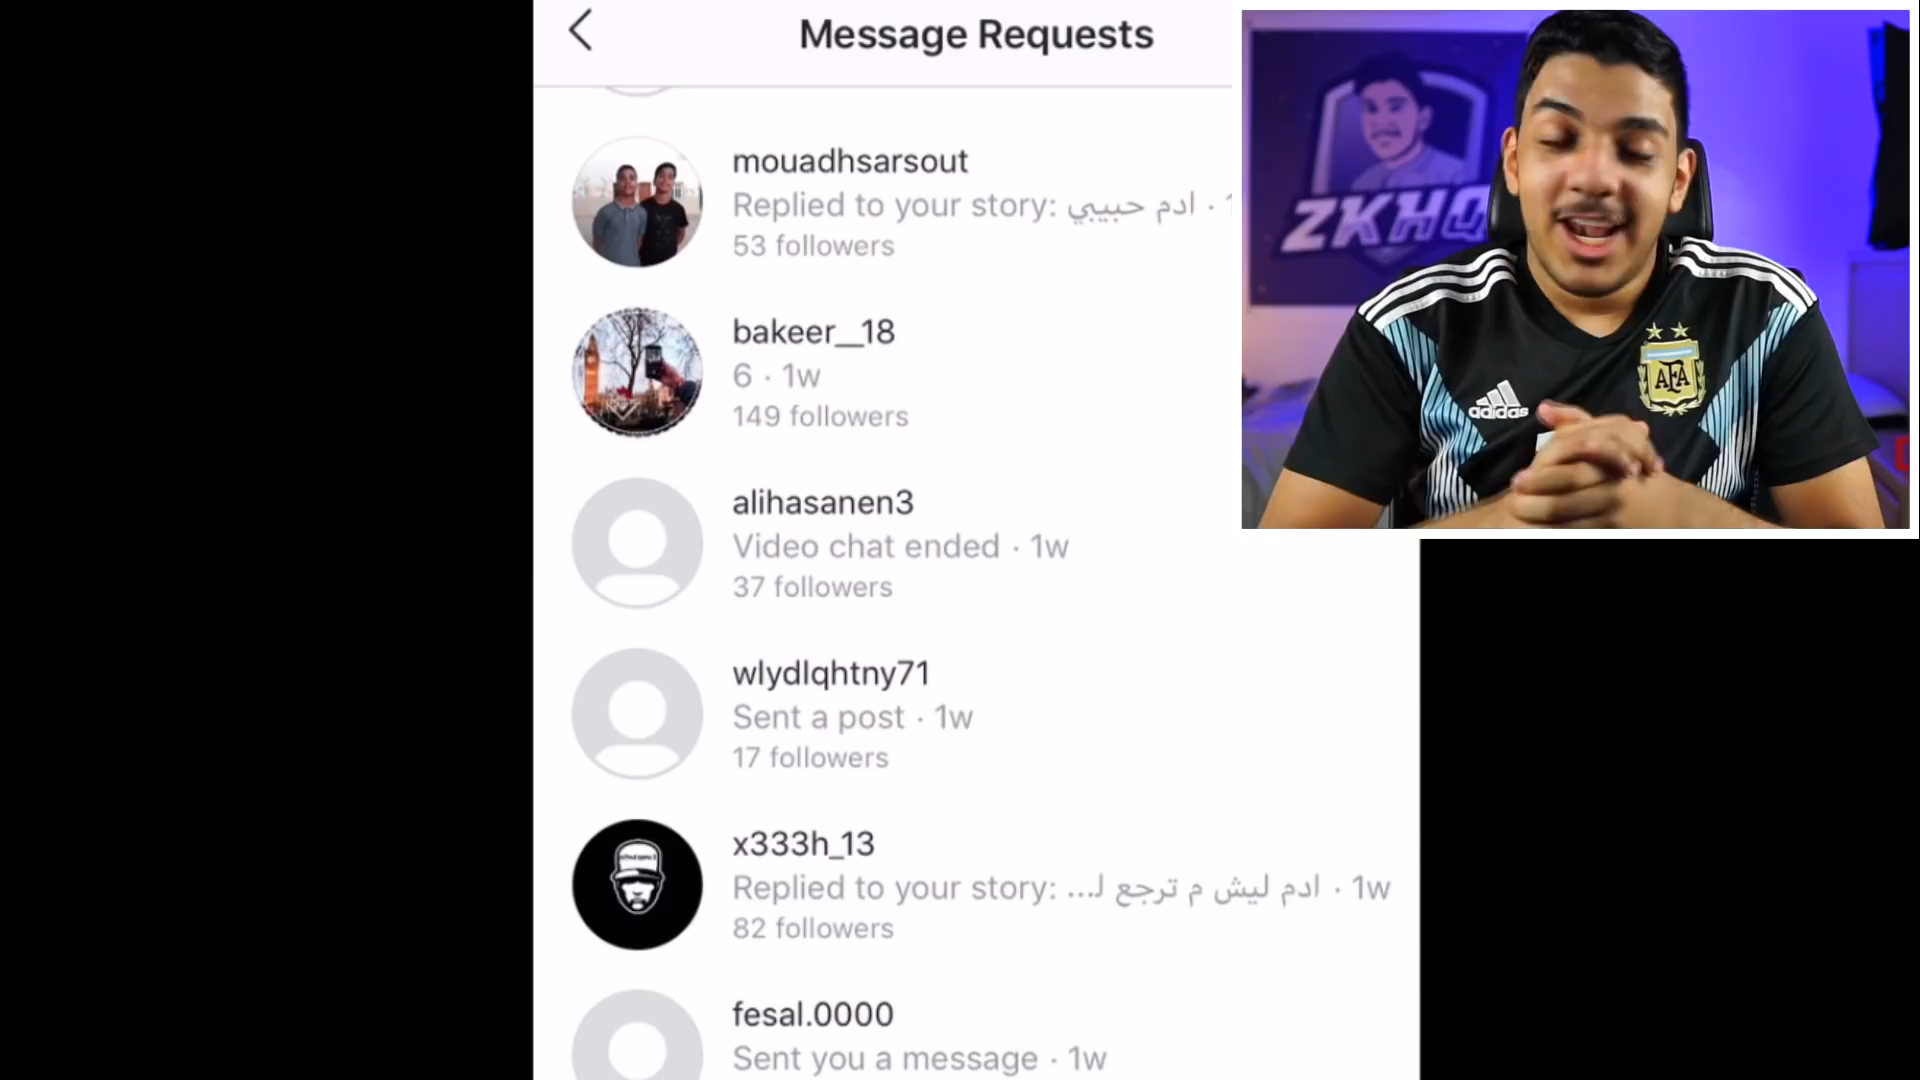 Message Requests
mouadhsarsout
Replied to your story: ادم حبيبي ·
53 followers
bakeer__18
6 · 1w
149 followers
alihasanen3
Video chat ended · 1w
37 followers
wlydlqhtny71
Sent a post · 1w
17 followers
x333h_13
Replied to your story: ادم ليش م ترجع لـ... · 1w
82 followers
fesal.0000
Sent you a message · 1w
ZKHQ
adidas
AFA